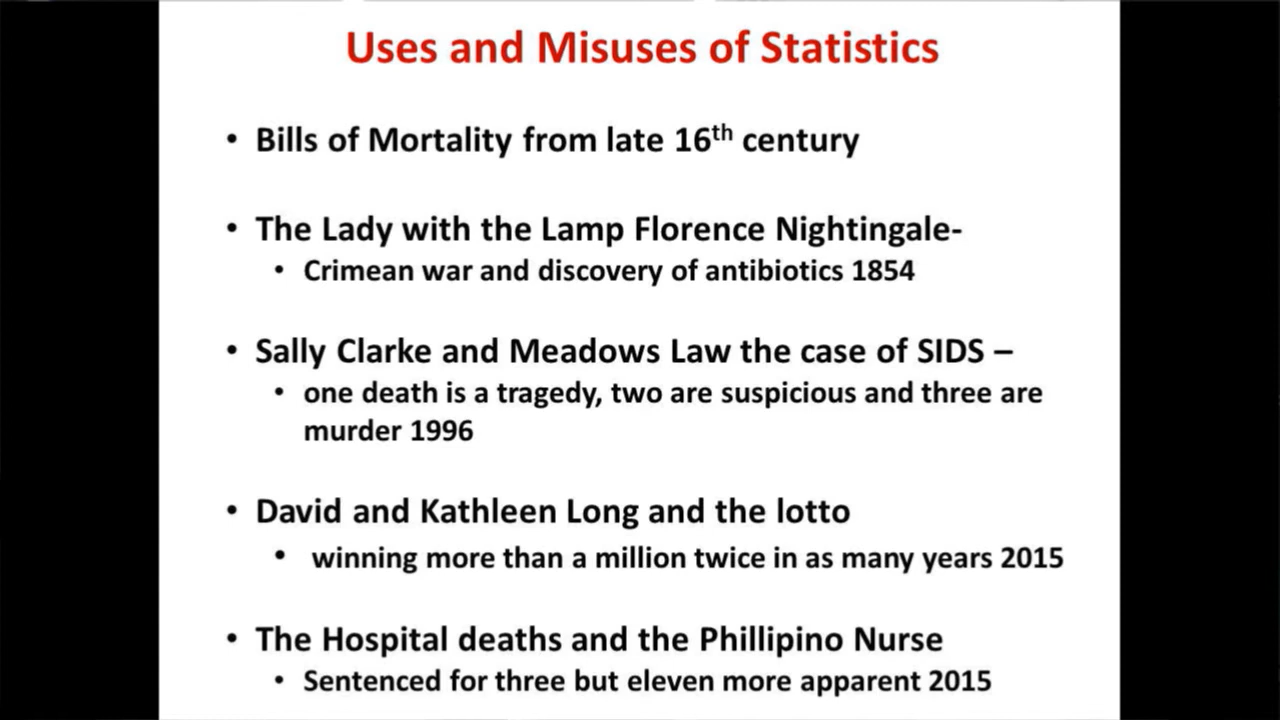 Uses and Misuses of Statistics
• Bills of Mortality from late 16th century
• The Lady with the Lamp Florence Nightingale-
• Crimean war and discovery of antibiotics 1854
• Sally Clarke and Meadows Law the case of SIDS –
• one death is a tragedy, two are suspicious and three are
murder 1996
• David and Kathleen Long and the lotto
• winning more than a million twice in as many years 2015
• The Hospital deaths and the Phillipino Nurse
• Sentenced for three but eleven more apparent 2015